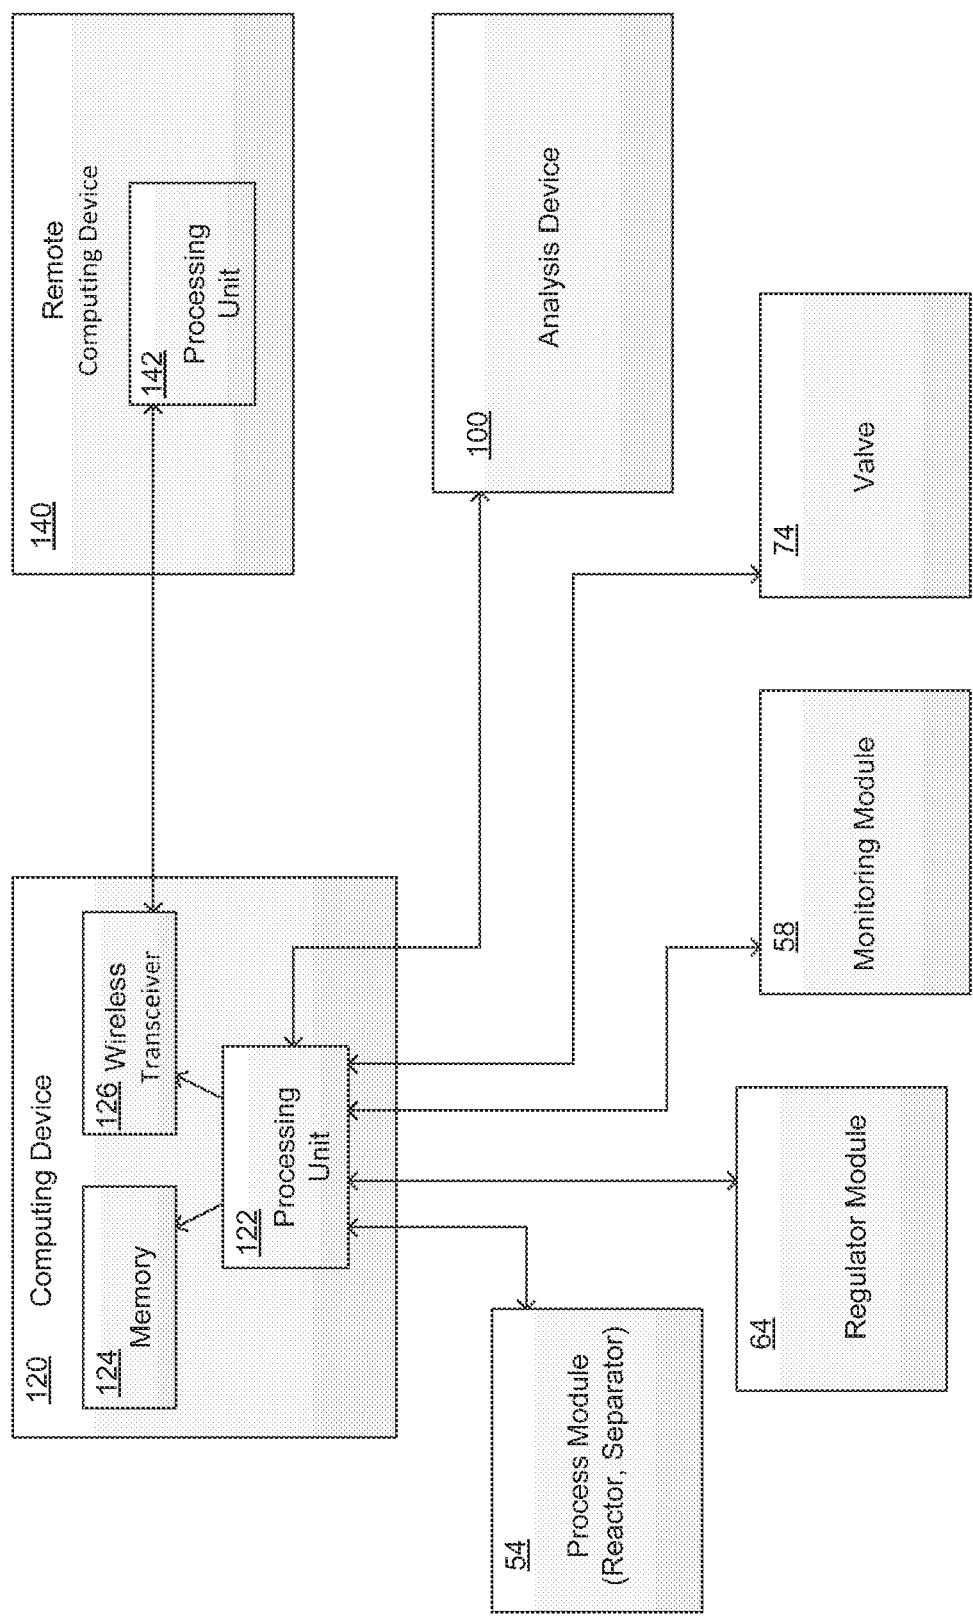 120
Computing Device
124
Memory
126 Wireless
Transceiver
122
Processing
Unit
140
Remote
Computing Device
142
Processing
Unit
100
Analysis Device
54
Process Module
(Reactor, Separator)
64
Regulator Module
58
Monitoring Module
74
Valve